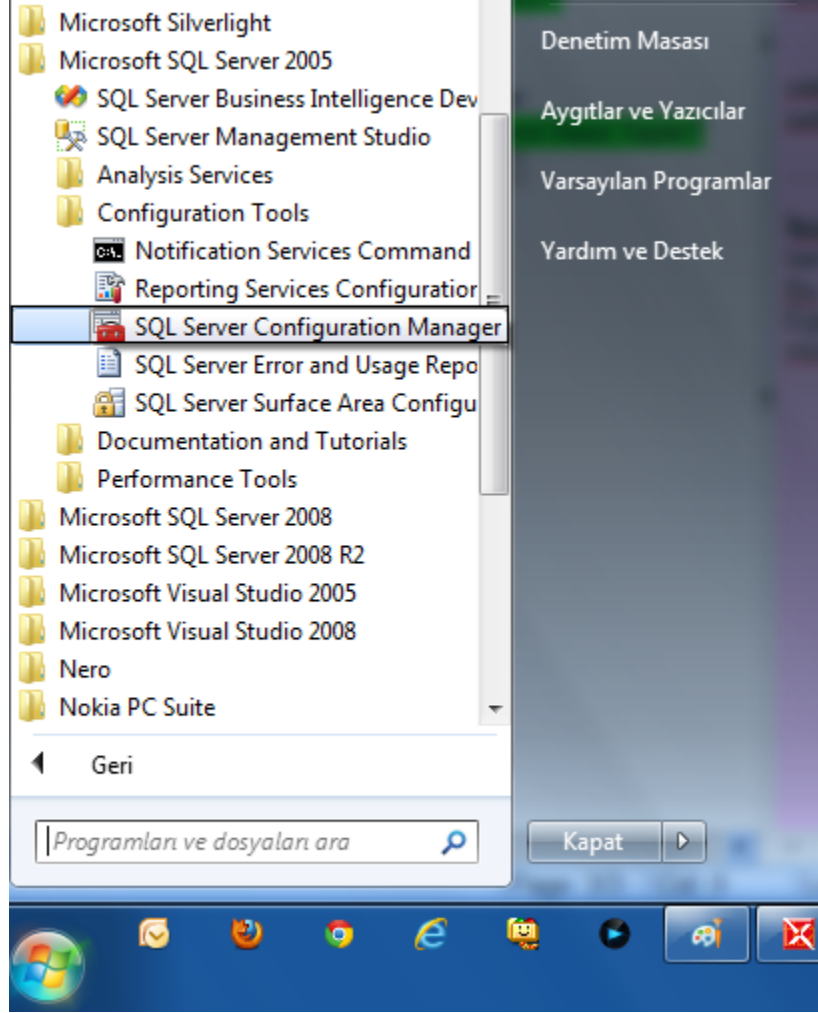 Microsoft Silverlight
Microsoft SQL Server 2005
SQL Server Business Intelligence Dev
SQL Server Management Studio
Analysis Services
Configuration Tools
Notification Services Command
Reporting Services Configuration
SQL Server Configuration Manager
SQL Server Error and Usage Repo
SQL Server Surface Area Configu
Documentation and Tutorials
Performance Tools
Microsoft SQL Server 2008
Microsoft SQL Server 2008 R2
Microsoft Visual Studio 2005
Microsoft Visual Studio 2008
Nero
Nokia PC Suite
Geri
Programları ve dosyaları ara
Denetim Masası
Aygıtlar ve Yazıcılar
Varsayılan Programlar
Yardım ve Destek
Kapat